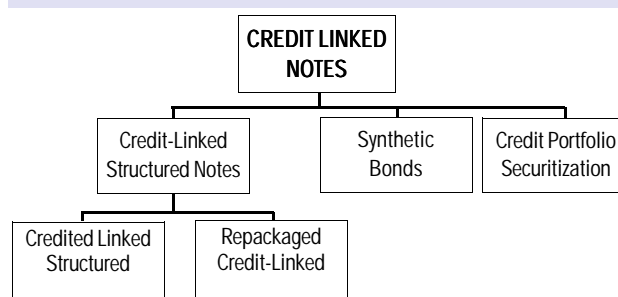 CREDIT LINKED
NOTES
Credit-Linked
Structured Notes
Synthetic
Bonds
Credit Portfolio
Securitization
Credited Linked
Structured
Repackaged
Credit-Linked